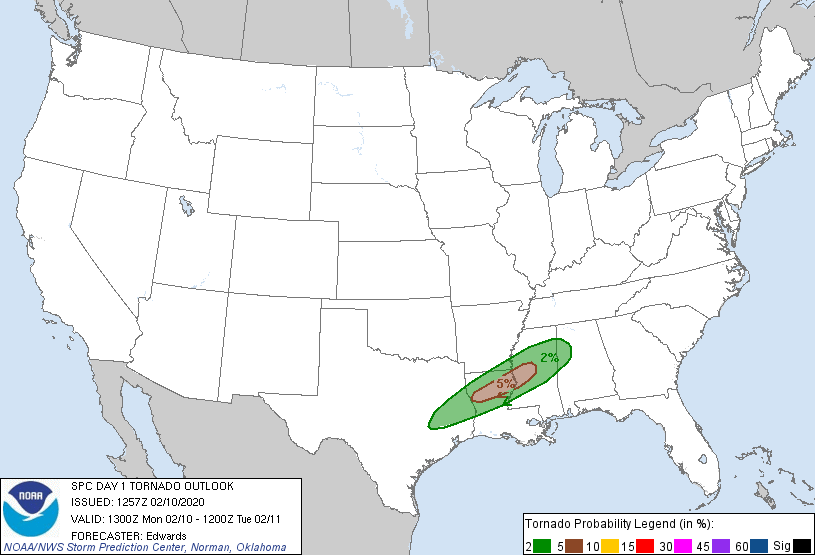 2%
5%
NOAA
SPC DAY 1 TORNADO OUTLOOK
ISSUED: 1257Z 02/10/2020
VALID: 1300Z Mon 02/10 - 1200Z Tue 02/11
FORECASTER: Edwards
NOAA/NWS Storm Prediction Center, Norman, Oklahoma
Tornado Probability Legend (in %):
2 5 10 15 30 45 60 Sig